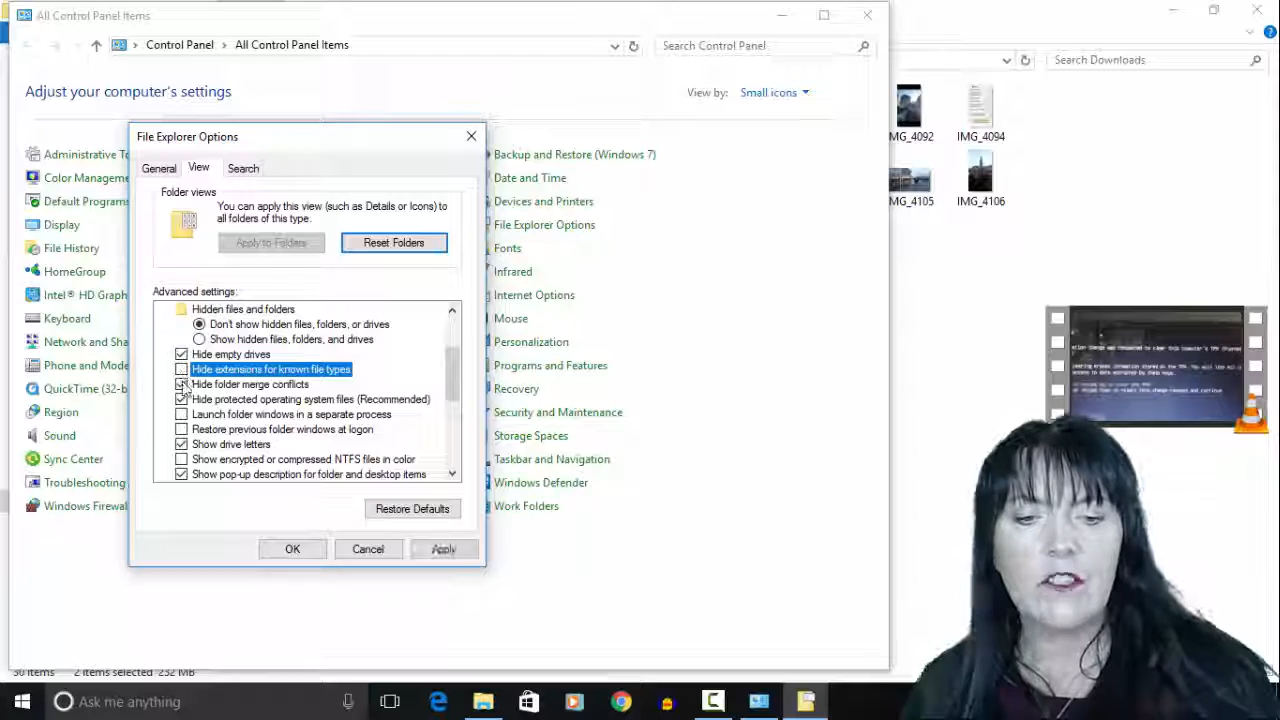 All Control Panel Items
Control Panel > All Control Panel Items
Search Control Panel
Search Downloads
Adjust your computer's settings
View by: Small icons
IMG_4092
IMG_4094
IMG_4105
IMG_4106
File Explorer Options
General
View
Search
Folder views
You can apply this view (such as Details or Icons) to
all folders of this type.
Apply to Folders
Reset Folders
Advanced settings:
Hidden files and folders
Don't show hidden files, folders, or drives
Show hidden files, folders, and drives
Hide empty drives
Hide extensions for known file types
Hide folder merge conflicts
Hide protected operating system files (Recommended)
Launch folder windows in a separate process
Restore previous folder windows at logon
Show drive letters
Show encrypted or compressed NTFS files in color
Show pop-up description for folder and desktop items
Restore Defaults
OK
Cancel
Apply
Administrative To
Color Manageme
Default Programs
Display
File History
HomeGroup
Intel® HD Graph
Keyboard
Network and Sha
Phone and Mode
QuickTime (32-b
Region
Sound
Sync Center
Troubleshooting
Windows Firewal
Backup and Restore (Windows 7)
Date and Time
Devices and Printers
File Explorer Options
Fonts
Infrared
Internet Options
Mouse
Personalization
Programs and Features
Recovery
Security and Maintenance
Storage Spaces
Taskbar and Navigation
Windows Defender
Work Folders
30 items 2 items selected 232 MB
Ask me anything